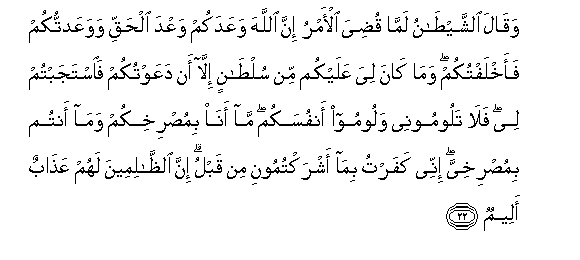 وَقَالَ ٱلشَّيْطَـٰنُ لَمَّا قُضِىَ ٱلْأَمْرُ إِنَّ ٱللَّهَ وَعَدَكُمْ وَعْدَ ٱلْحَقِّ وَوَعَدتُّكُمْ
فَأَخْلَفْتُكُمْ ۖ وَمَا كَانَ لِىَ عَلَيْكُم مِّن سُلْطَـٰنٍ إِلَّآ أَن دَعَوْتُكُمْ فَٱسْتَجَبْتُمْ
لِى ۖ فَلَا تَلُومُونِى وَلُومُوٓا۟ أَنفُسَكُم ۖ مَّآ أَنَا۠ بِمُصْرِخِكُمْ وَمَآ أَنتُم
بِمُصْرِخِىَّ ۖ إِنِّى كَفَرْتُ بِمَآ أَشْرَكْتُمُونِ مِن قَبْلُ ۗ إِنَّ ٱلظَّـٰلِمِينَ لَهُمْ عَذَابٌ
أَلِيمٌ ۝٢٢